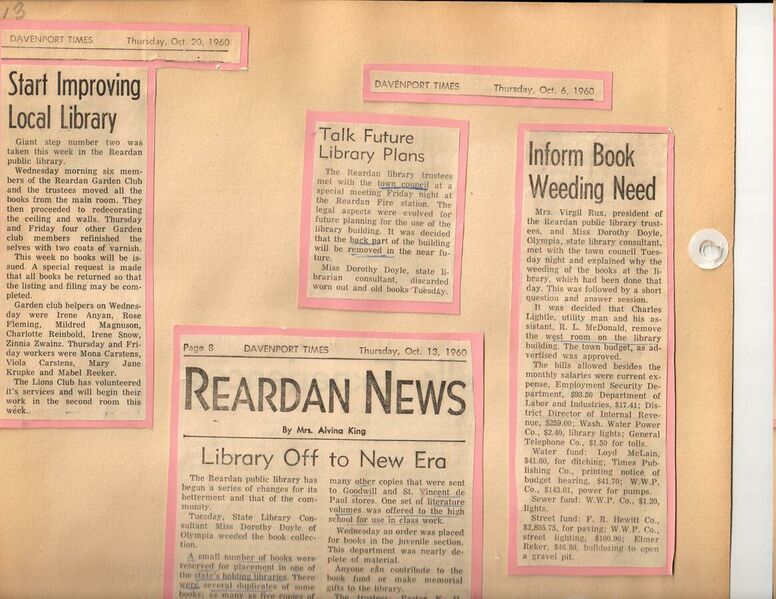 13
DAVENPORT TIMES Thursday, Oct. 20, 1960
Start Improving
Local Library
Giant step number two was
taken this week in the Reardan
public library.
Wednesday morning six mem-
bers of the Reardan Garden Club
and the trustees moved all the
books from the main room. They
then proceeded to redecorating
the ceiling and walls. Thursday
and Friday four other Garden
club members refinished the
selves with two coats of varnish.
This week no books will be is-
sued. A special request is made
that all books be returned so that
the listing and filing may be com-
pleted.
Garden club helpers on Wednes-
day were Irene Anyan, Rose
Fleming, Mildred Magnuson,
Charlotte Reinbold, Irene Snow,
Zinnia Zwainz. Thursday and Fri-
day workers were Mona Carstens,
Viola Carstens, Mary Jane
Krupke and Mabel Reeker.
The Lions Club has volunteered
it's services and will begin their
work in the second room this
week.
DAVENPORT TIMES Thursday, Oct. 6, 1960
Talk Future
Library Plans
The Reardan library trustees
met with the town council at a
special meeting Friday night at
the Reardan Fire station. The
legal aspects were evolved for
future planning for the use of the
library building. It was decided
that the back part of the building
will be removed in the near fu-
ture.
Miss Dorothy Doyle, state li-
brarian consultant, discarded
worn out and old books Tuesday.
Inform Book
Weeding Need
Mrs. Virgil Rux, president of
the Reardan public library trust-
ees, and Miss Dorothy Doyle,
Olympia, state library consultant,
met with the town council Tues-
day night and explained why the
weeding of the books at the li-
brary, which had been done that
day. This was followed by a short
question and answer session.
It was decided that Charles
Lightle, utility man and his as-
sistant, R. L. McDonald, remove
the west room on the library
building. The town budget, as ad-
vertised was approved.
The bills allowed besides the
monthly salaries were current ex-
pense, Employment Security De-
partment, $93.50 Department of
Labor and Industries, $17.41; Dis-
trict Director of Internal Reve-
nue, $259.00; Wash. Water Power
Co., $2.40, library lights; General
Telephone Co., $1.50 for tolls.
Water fund: Loyd McLain,
$41.60, for ditching; Times Pub-
lishing Co., printing notice of
budget hearing, $41.70; W.W.P.
Co., $143.01, power for pumps.
Sewer fund: W.W.P. Co., $1.20,
lights.
Street fund: F. R. Hewitt Co.,
$2,895.75, for paving; W.W.P. Co.,
street lighting, $100.90; Elmer
Reker, $46.80, bulldozing to open
a gravel pit.
Page 8 DAVENPORT TIMES Thursday, Oct. 13, 1960
REARDAN NEWS
By Mrs. Alvina King
Library Off to New Era
The Reardan public library has
begun a series of changes for its
betterment and that of the com-
munity.
Tuesday, State Library Con-
sultant Miss Dorothy Doyle of
Olympia weeded the book collec-
tion.
A small number of books were
reserved for placement in one of
the state's holding libraries. There
were several duplicates of some
books; as many as five copies of
many other copies that were sent
to Goodwill and St. Vincent de
Paul stores. One set of literature
volumes was offered to the high
school for use in class work.
Wednesday an order was placed
for books in the juvenile section.
This department was nearly de-
plete of material.
Anyone can contribute to the
book fund or make memorial
gifts to the library.
The trustees,